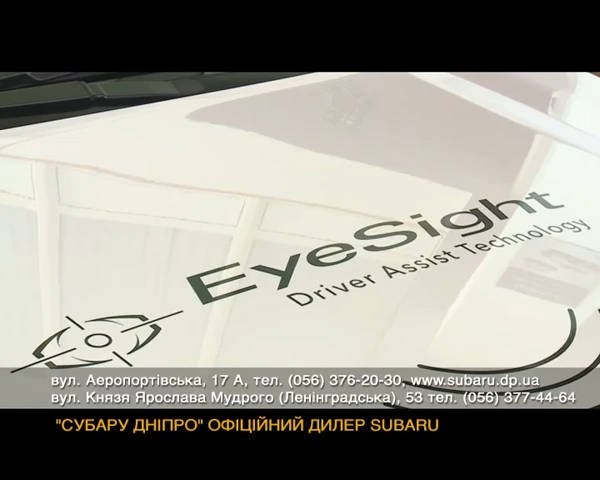 EyeSight
Driver Assist Technology
вул. Аеропортівська, 17 А, тел. (056) 376-20-30, www.subaru.dp.ua
вул. Князя Ярослава Мудрого (Ленінградська), 53 тел. (056) 377-44-64
"СУБАРУ ДНІПРО" ОФІЦІЙНИЙ ДИЛЕР SUBARU